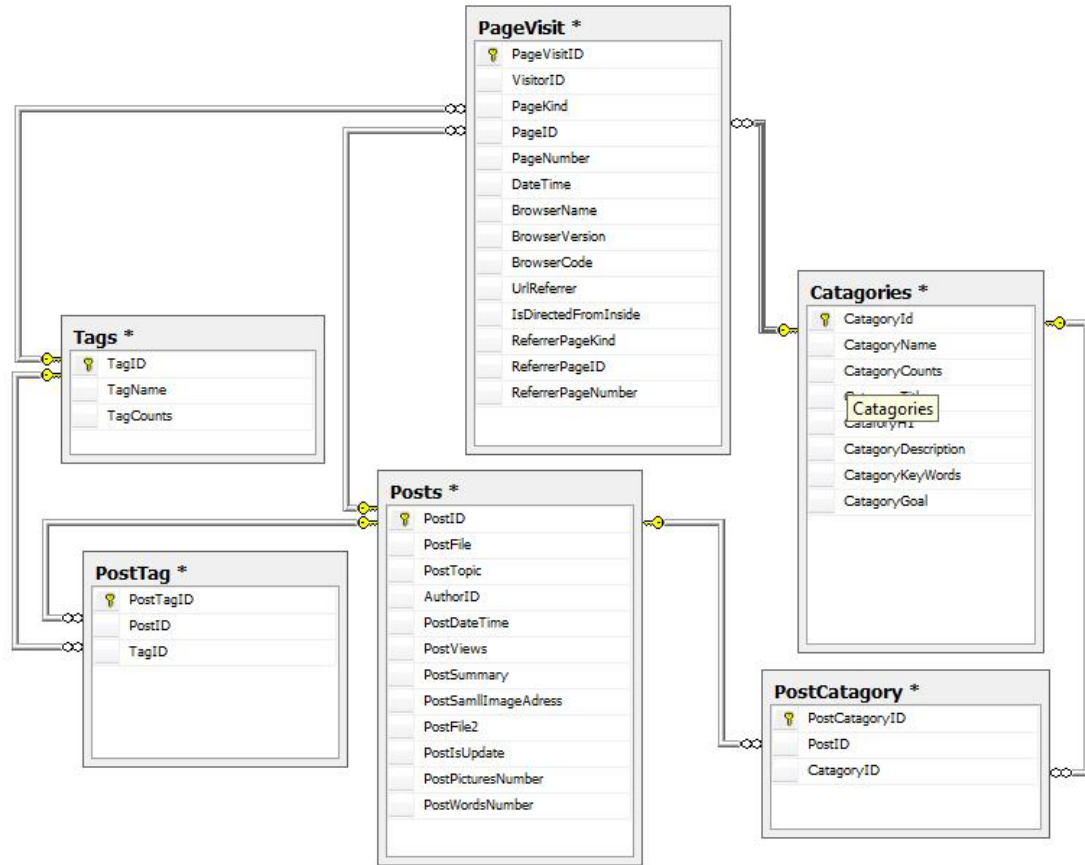 PageVisit *
PageVisitID
VisitorID
PageKind
PageID
PageNumber
DateTime
BrowserName
BrowserVersion
BrowserCode
UrlReferrer
IsDirectedFromInside
ReferrerPageKind
ReferrerPageID
ReferrerPageNumber
Tags *
TagID
TagName
TagCounts
Catagories *
CatagoryId
CatagoryName
CatagoryCounts
Catagories
CatagoryDescription
CatagoryKeyWords
CatagoryGoal
Posts *
PostID
PostFile
PostTopic
AuthorID
PostDateTime
PostViews
PostSummary
PostSamllImageAdress
PostFile2
PostIsUpdate
PostPicturesNumber
PostWordsNumber
PostTag *
PostTagID
PostID
TagID
PostCatagory *
PostCatagoryID
PostID
CatagoryID